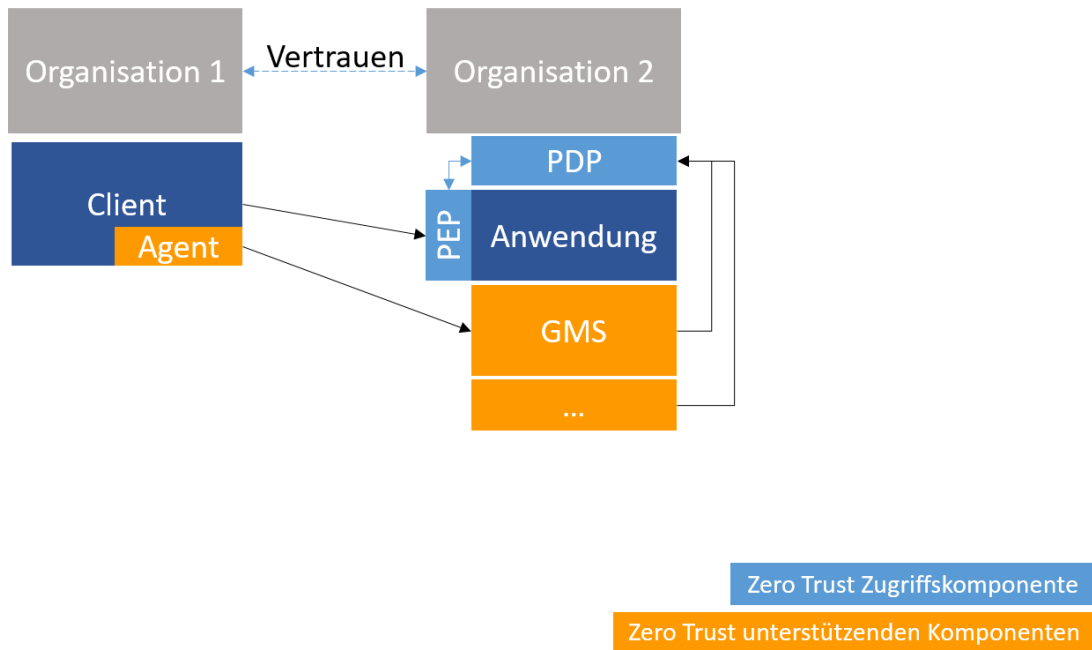 Organisation 1
Vertrauen
Organisation 2
Client
Agent
PDP
PEP
Anwendung
GMS
...
Zero Trust Zugriffskomponente
Zero Trust unterstützenden Komponenten